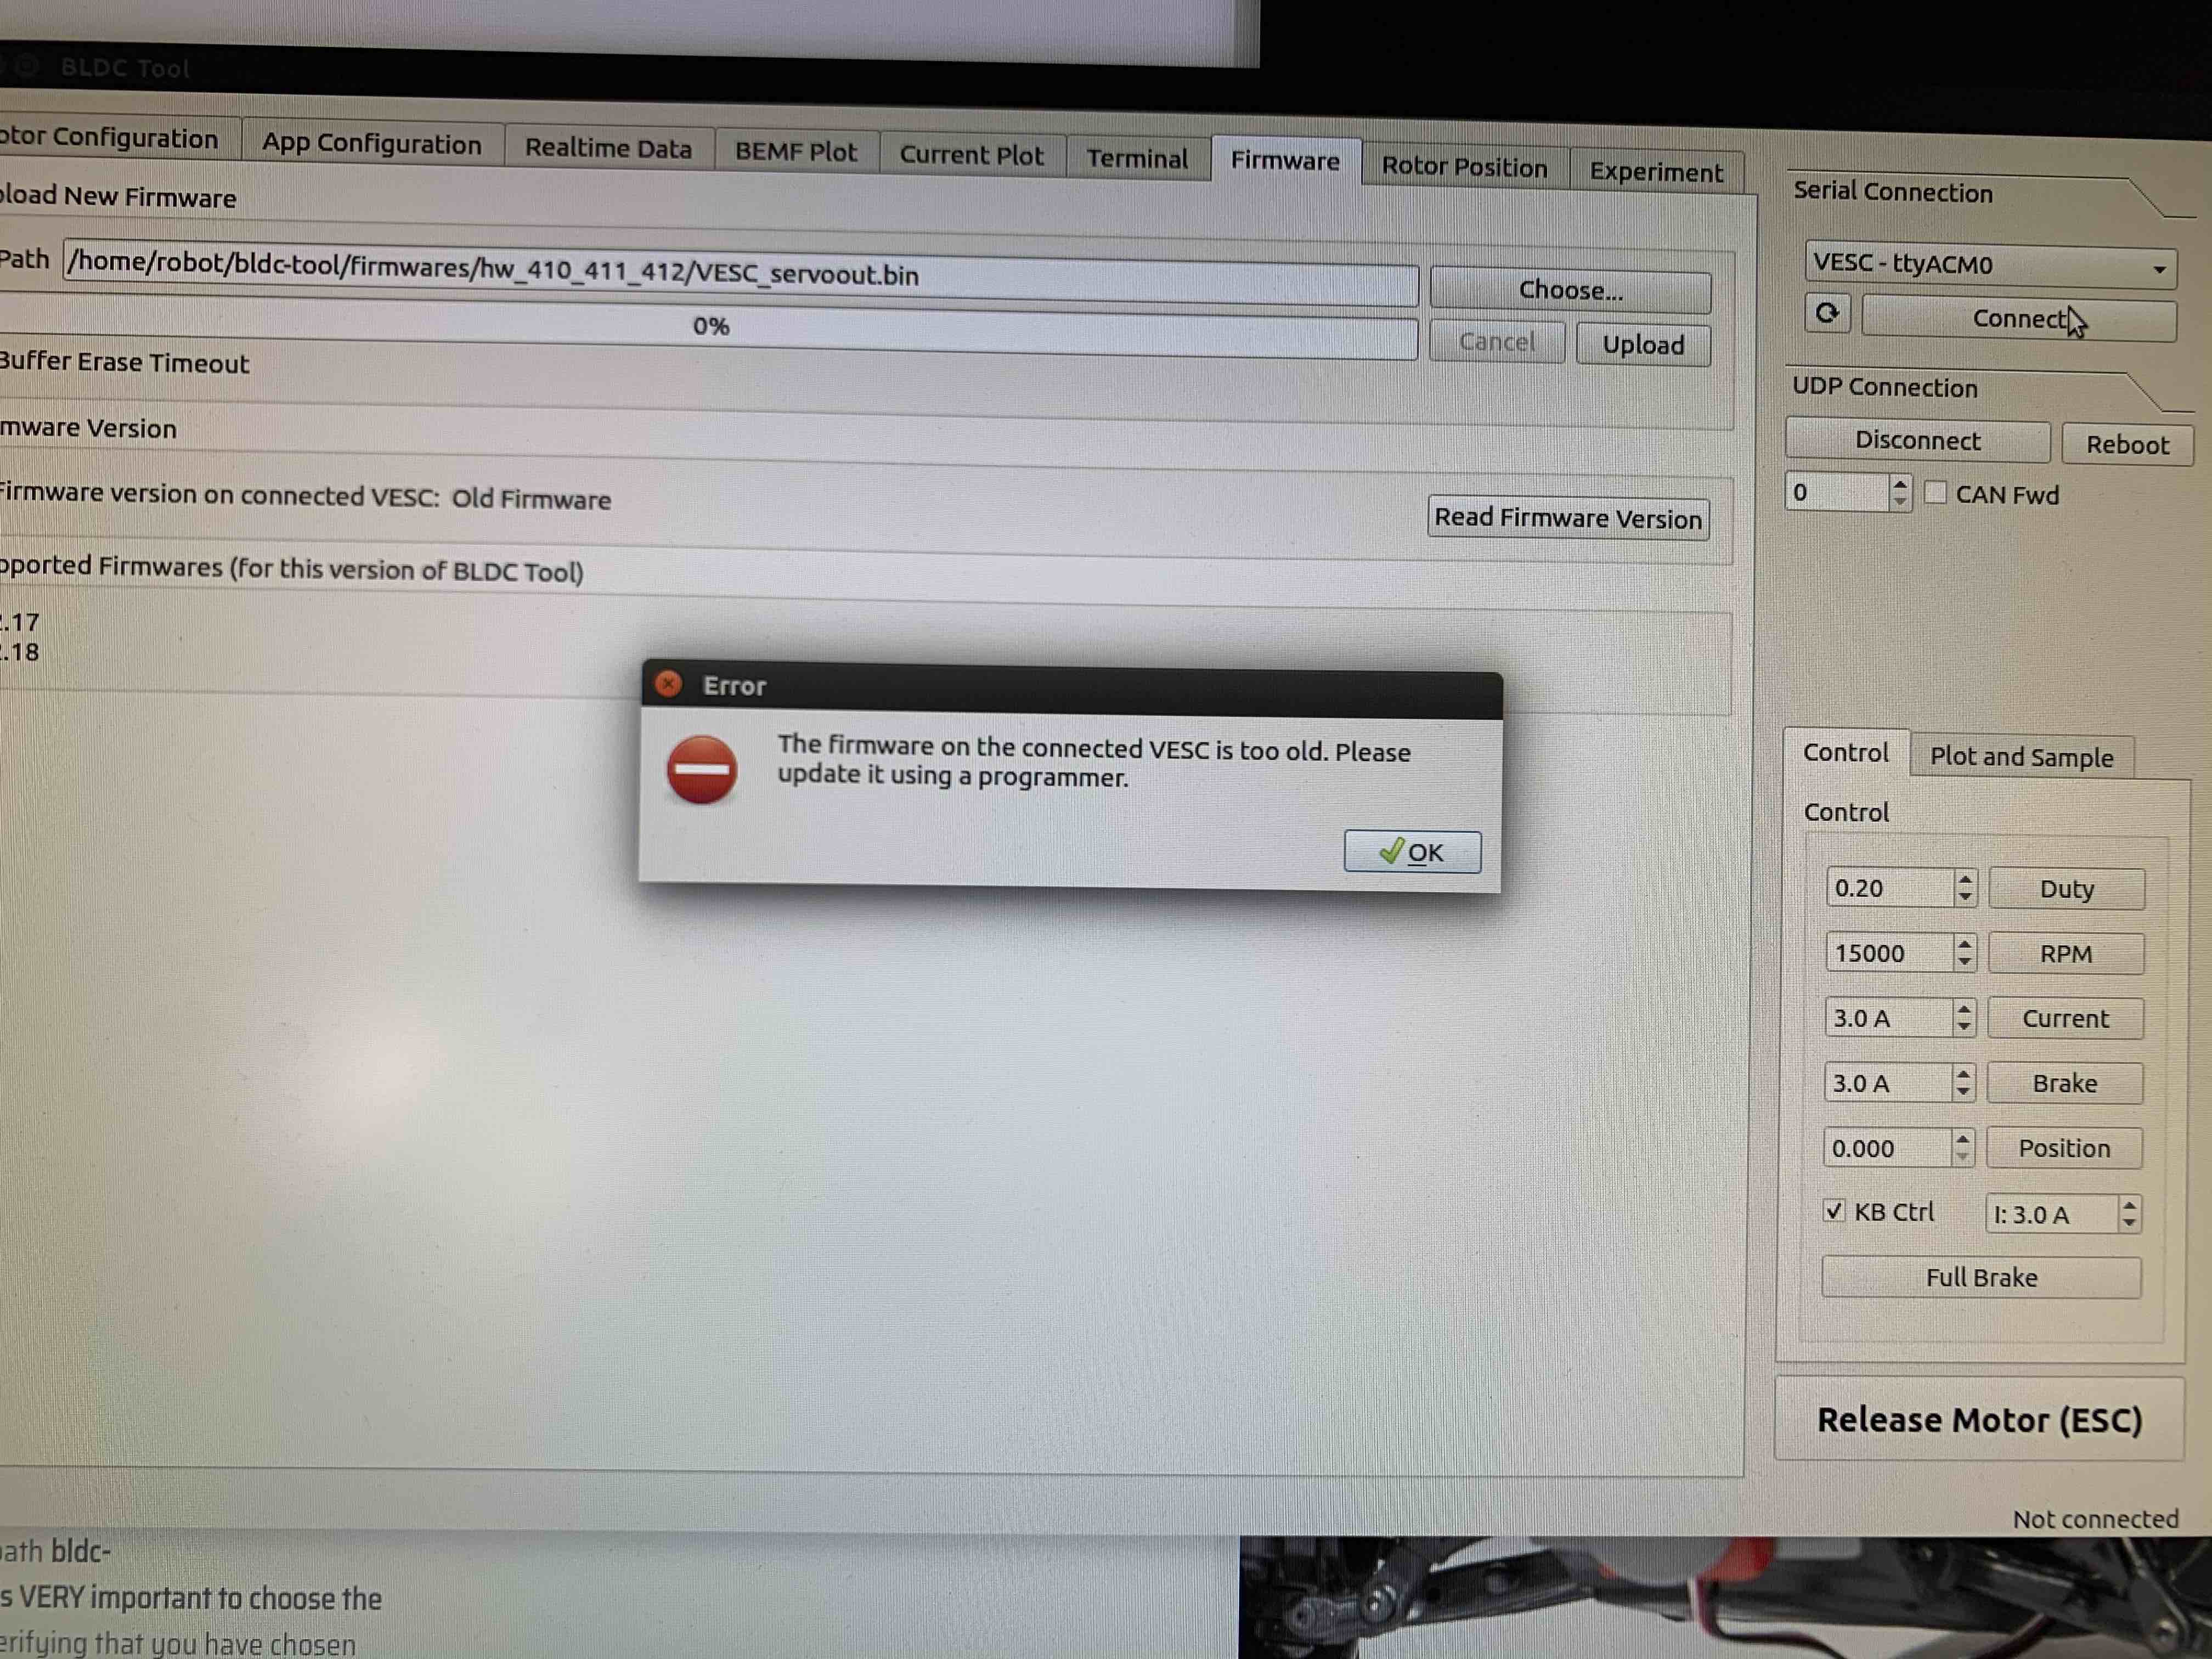 BLDC Tool
otor Configuration
App Configuration
Realtime Data
BEMF Plot
Current Plot
Terminal
Firmware
Rotor Position
Experiment
pload New Firmware
Path
/home/robot/bldc-tool/firmwares/hw_410_411_412/VESC_servoout.bin
Choose...
0%
Cancel
Upload
Buffer Erase Timeout
mware Version
Firmware version on connected VESC: Old Firmware
Read Firmware Version
pported Firmwares (for this version of BLDC Tool)
.17
.18
Error
The firmware on the connected VESC is too old. Please
update it using a programmer.
OK
Serial Connection
VESC - ttyACM0
Connect
UDP Connection
Disconnect
Reboot
0
CAN Fwd
Control
Plot and Sample
Control
0.20
Duty
15000
RPM
3.0 A
Current
3.0 A
Brake
0.000
Position
KB Ctrl
I: 3.0 A
Full Brake
Release Motor (ESC)
Not connected
ath bldc-
s VERY important to choose the
erifying that you have chosen